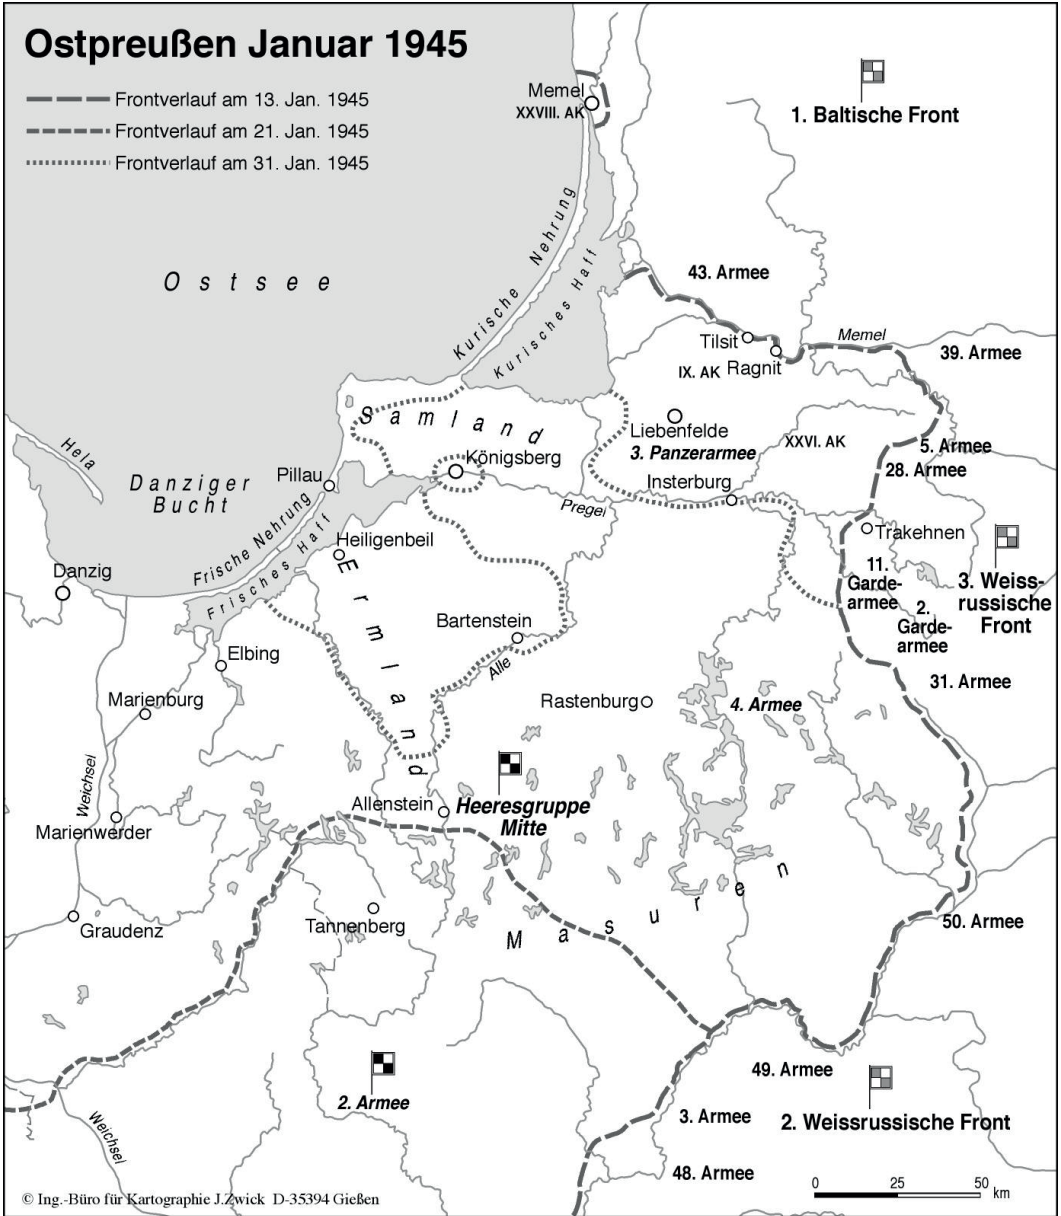 Ostpreußen Januar 1945
Frontverlauf am 13. Jan. 1945
Frontverlauf am 21. Jan. 1945
Frontverlauf am 31. Jan. 1945
Memel
XXVIII. AK
1. Baltische Front
Kurische Nehrung
Kurisches Haff
Ostsee
43. Armee
Tilsit
Ragnit
IX. AK
Memel
39. Armee
Samland
Liebenfelde
3. Panzerarmee
XXVI. AK
5. Armee
28. Armee
Hela
Danziger
Bucht
Pillau
Königsberg
Insterburg
Pregel
Frische Nehrung
Frisches Haff
Heiligenbeil
Trakehnen
Danzig
11.
Garde-
armee
2.
Garde-
armee
3. Weiss-
russische
Front
Ermland
Bartenstein
Alle
Elbing
31. Armee
Marienburg
Rastenburg
4. Armee
Weichsel
Marienwerder
Allenstein
Heeresgruppe
Mitte
Masuren
Graudenz
Tannenberg
50. Armee
2. Armee
49. Armee
3. Armee
2. Weissrussische Front
Weichsel
48. Armee
0 25 50
km
© Ing.-Büro für Kartographie J.Zwick D-35394 Gießen